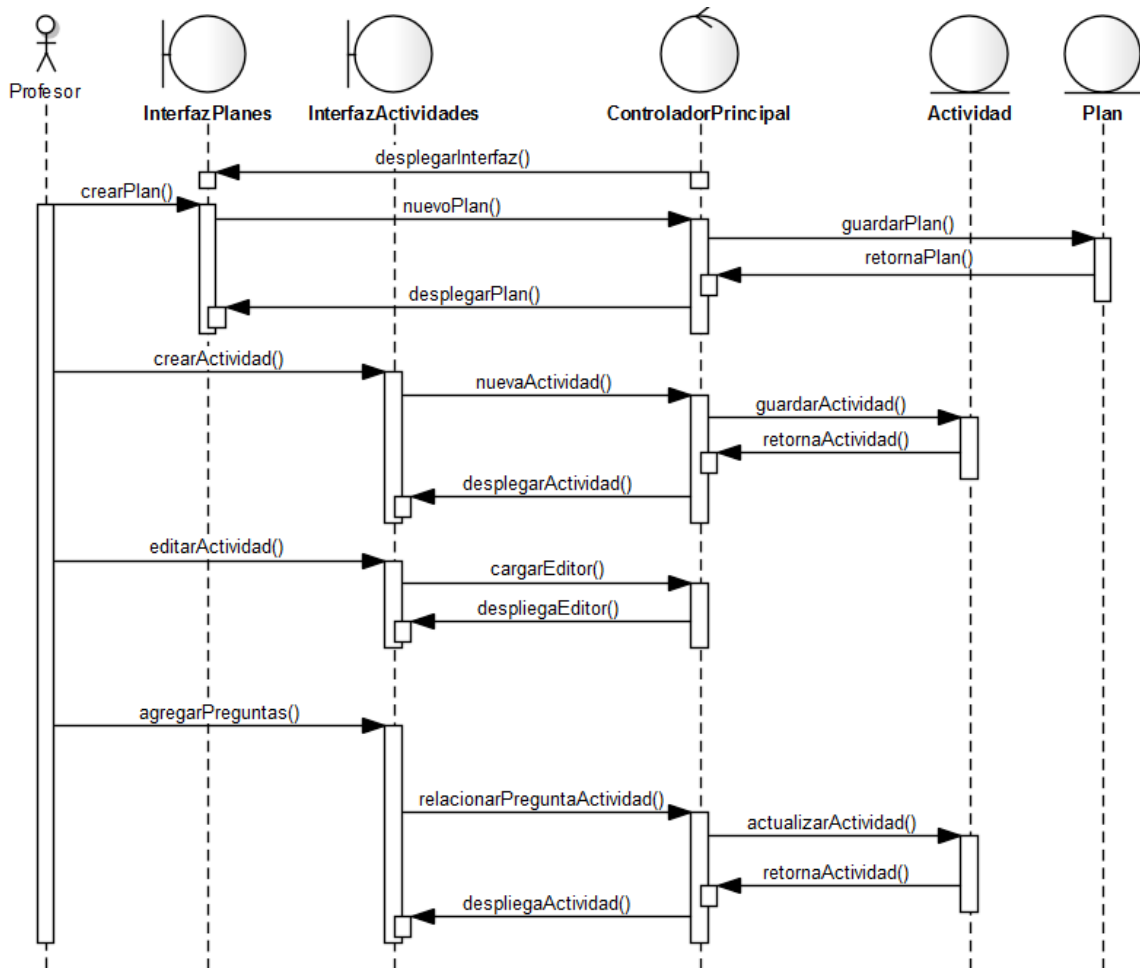 Profesor
InterfazPlanes
InterfazActividades
ControladorPrincipal
Actividad
Plan
desplegarInterfaz()
crearPlan()
nuevoPlan()
guardarPlan()
retornaPlan()
desplegarPlan()
crearActividad()
nuevaActividad()
guardarActividad()
retornaActividad()
desplegarActividad()
editarActividad()
cargarEditor()
despliegaEditor()
agregarPreguntas()
relacionarPreguntaActividad()
actualizarActividad()
retornaActividad()
despliegaActividad()